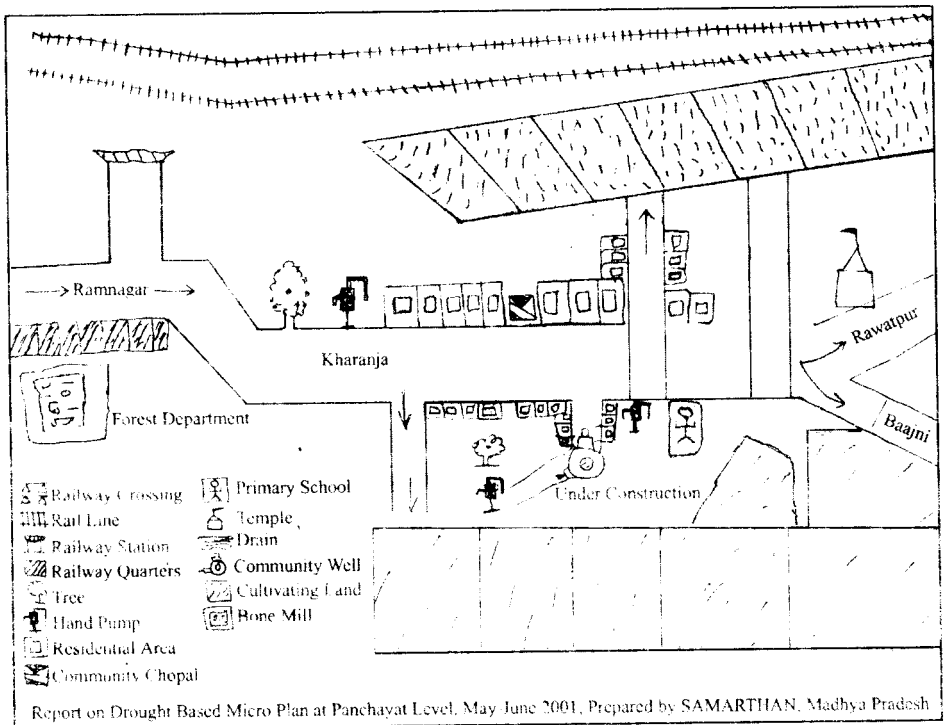 Ramnagar
Kharanja
Rawatpur
Baajni
Forest Department
Under Construction
Railway Crossing
Rail Line
Railway Station
Railway Quarters
Tree
Hand Pump
Residential Area
Community Chopal
Primary School
Temple
Drain
Community Well
Cultivating Land
Bone Mill
Report on Drought Based Micro Plan at Panchayat Level, May-June 2001, Prepared by SAMARTHAN, Madhya Pradesh